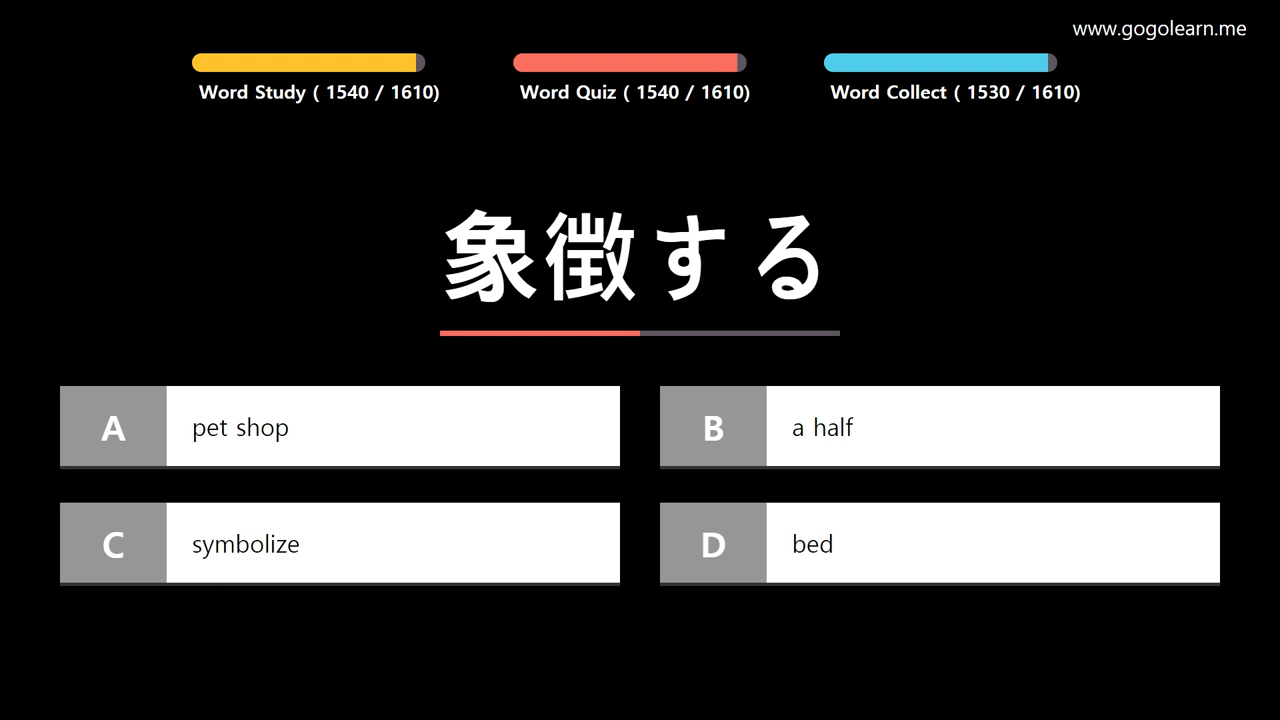 www.gogolearn.me
Word Study ( 1540 / 1610)
Word Quiz ( 1540 / 1610)
Word Collect ( 1530 / 1610)
象徴する
A pet shop
B a half
C symbolize
D bed